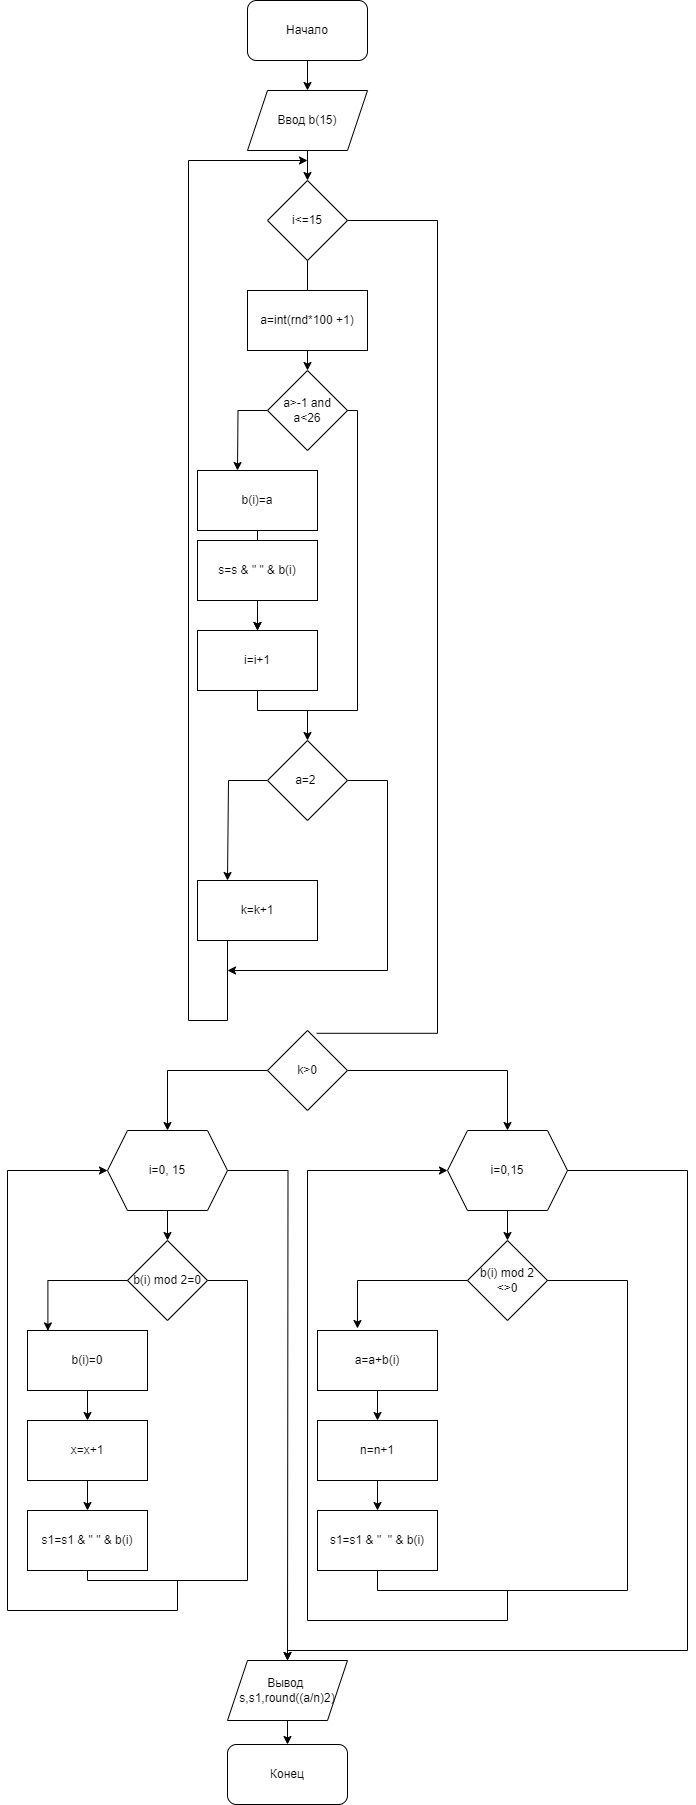 Начало
Ввод b(15)
i<=15
a=int(rnd*100 +1)
a>-1 and
a<26
b(i)=a
s=s & " " & b(i)
i=i+1
a=2
k=k+1
k>0
i=0, 15
b(i) mod 2=0
b(i)=0
x=x+1
s1=s1 & " " & b(i)
i=0,15
b(i) mod 2
<>0
a=a+b(i)
n=n+1
s1=s1 & "  " & b(i)
Вывод
s,s1,round((a/n)2)
Конец